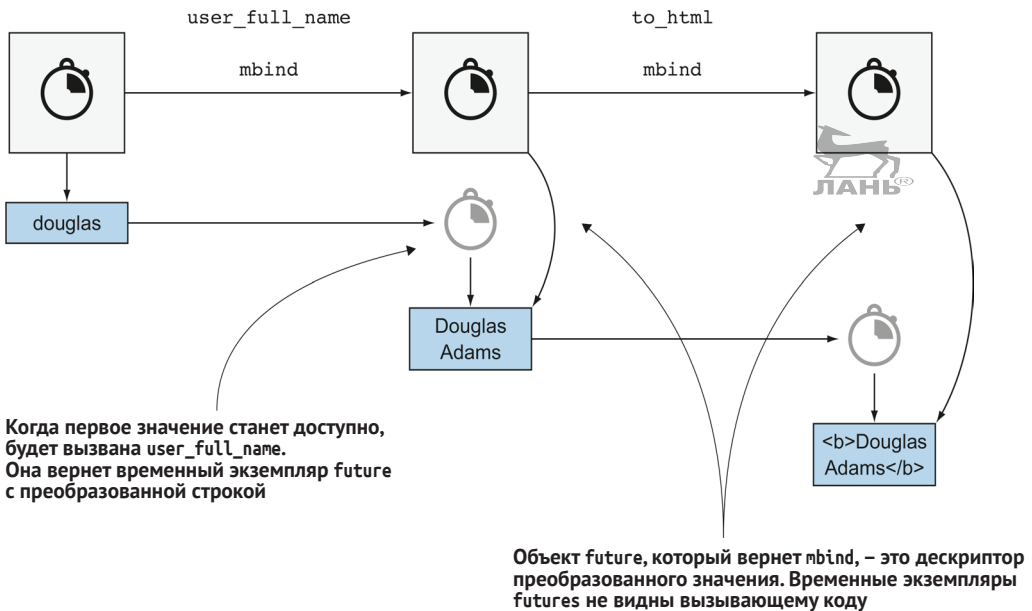 user_full_name
to_html
mbind
mbind
ЛАНЬ®
douglas
Douglas
Adams
<b>Douglas
Adams</b>
Когда первое значение станет доступно,
будет вызвана user_full_name.
Она вернет временный экземпляр future
с преобразованной строкой
Объект future, который вернет mbind, – это дескриптор
преобразованного значения. Временные экземпляры
futures не видны вызывающему коду